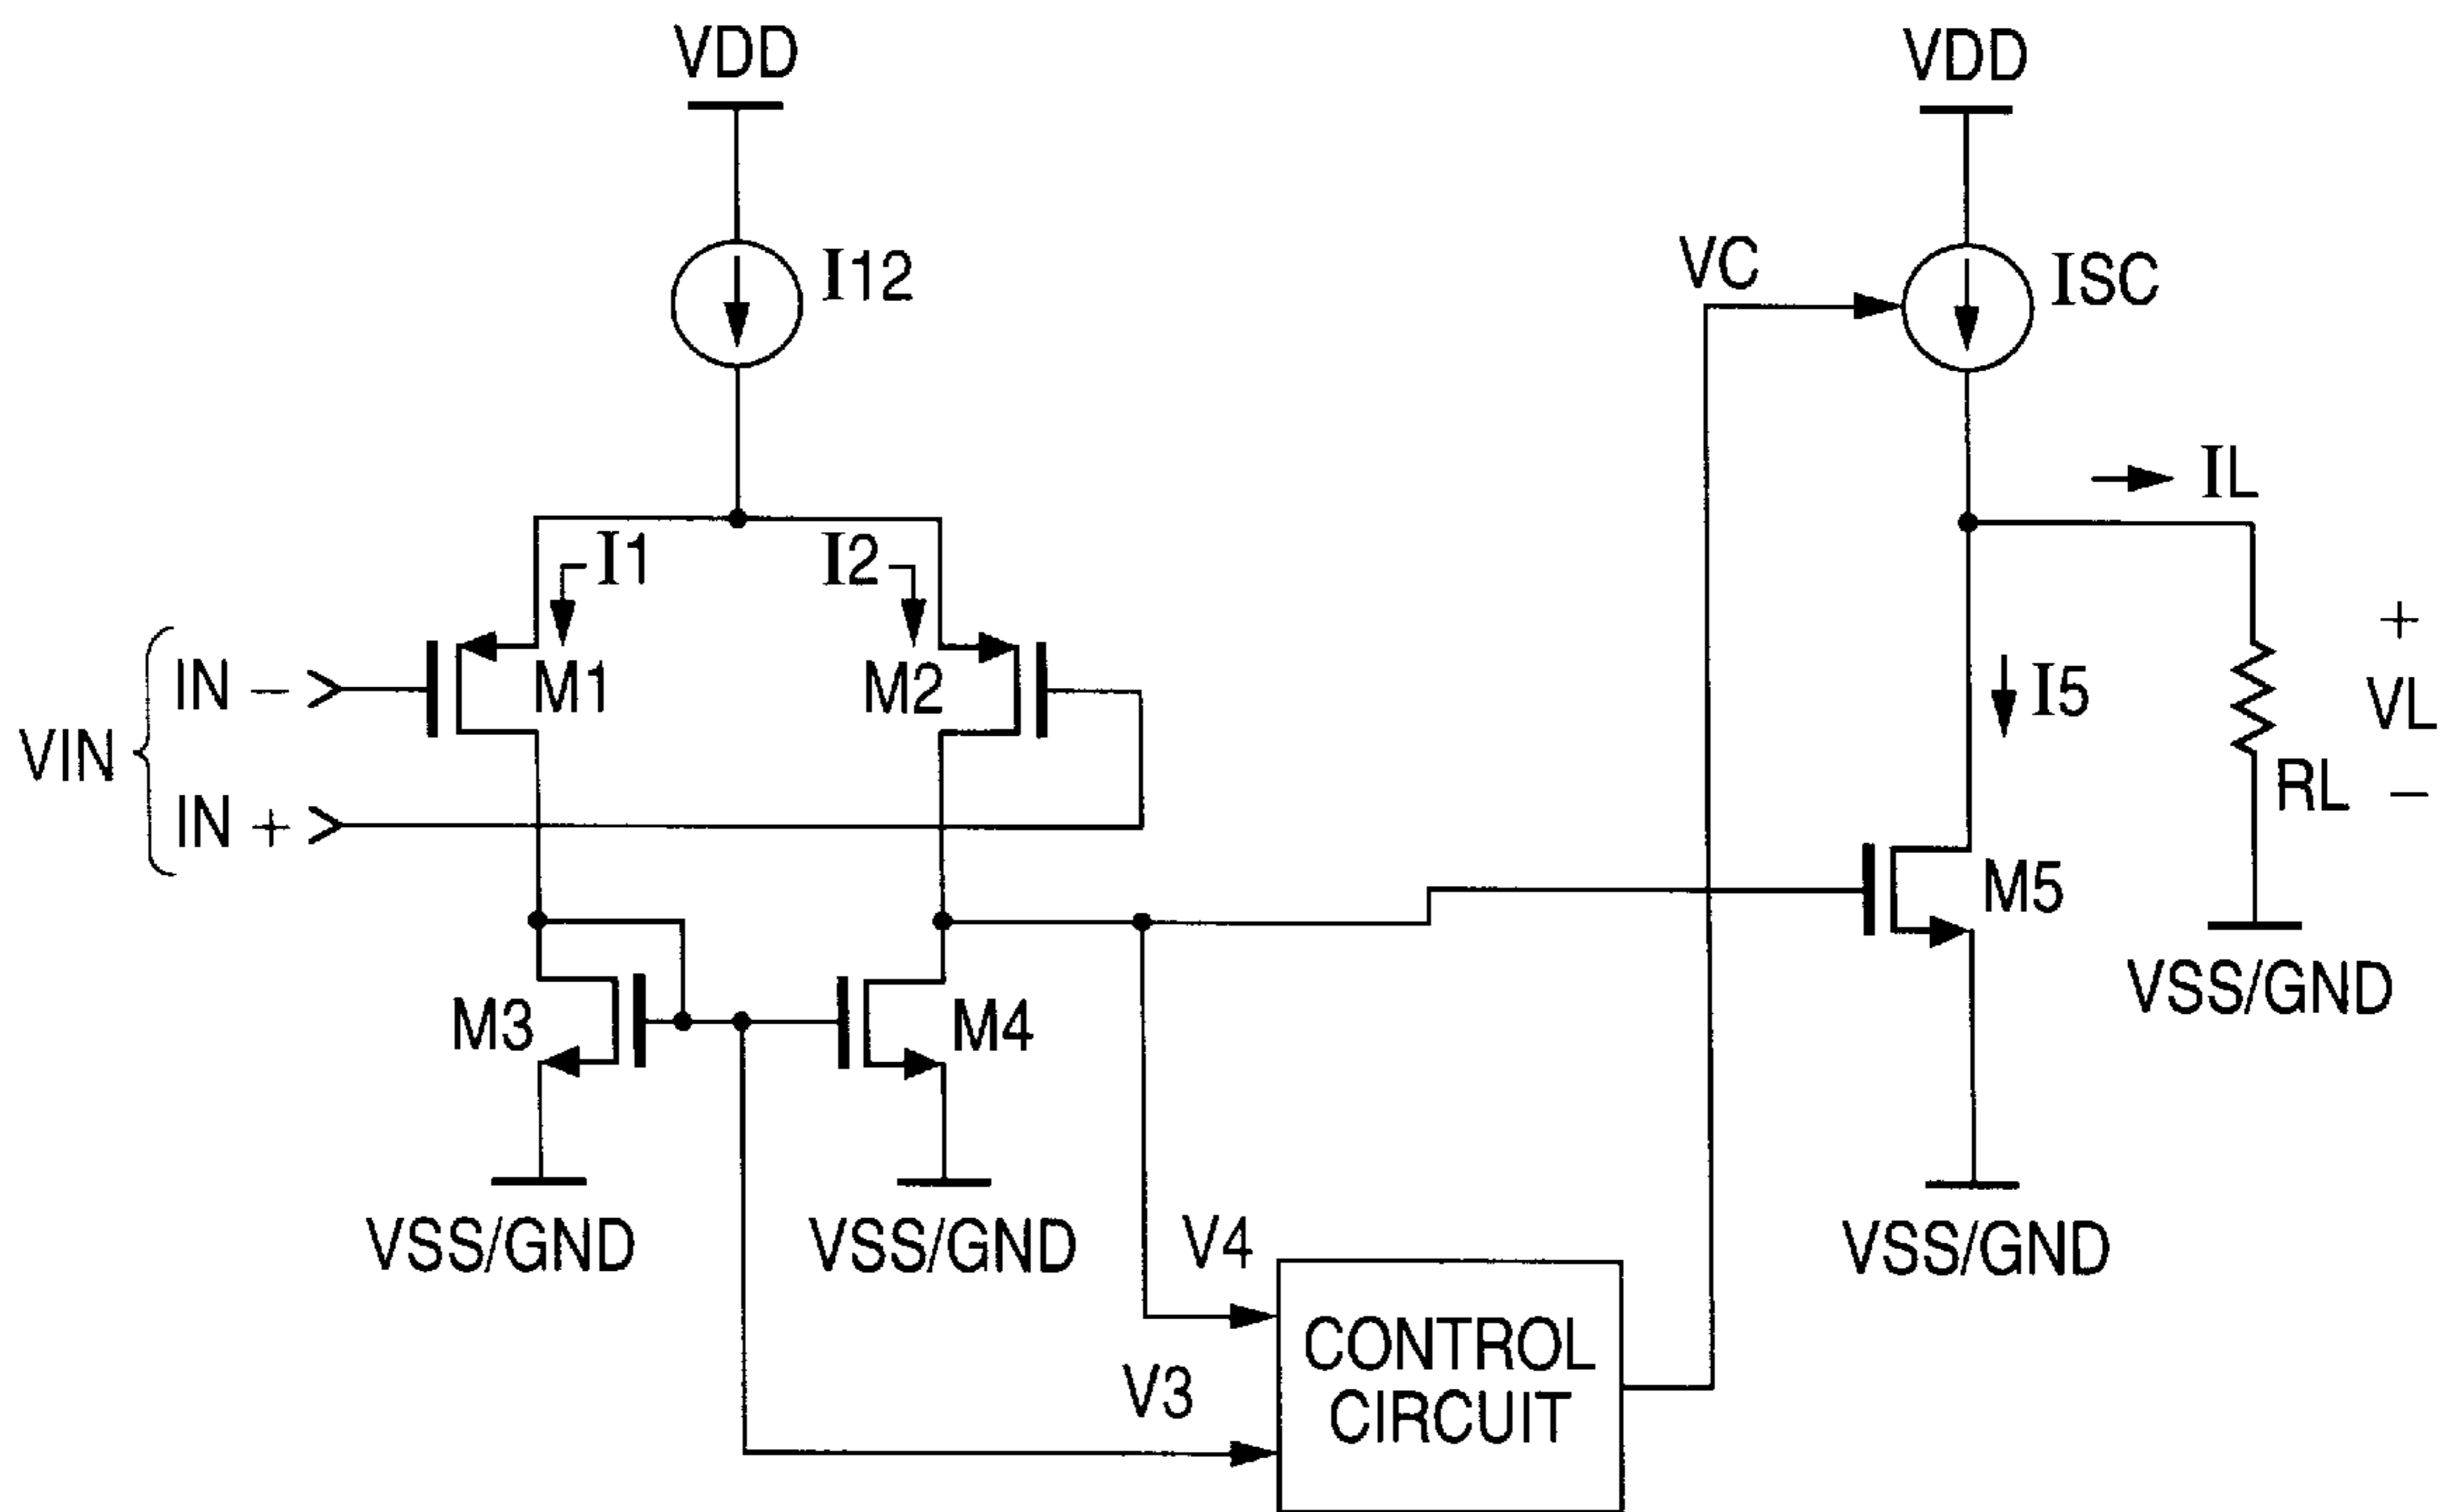 VDD
VDD
I12
VC
ISC
IL
I1
I2
+
IN –
M1
M2
I5
VL
VIN
IN +
RL –
M5
M3
M4
VSS/GND
VSS/GND
VSS/GND
VSS/GND
V4
CONTROL
V3
CIRCUIT